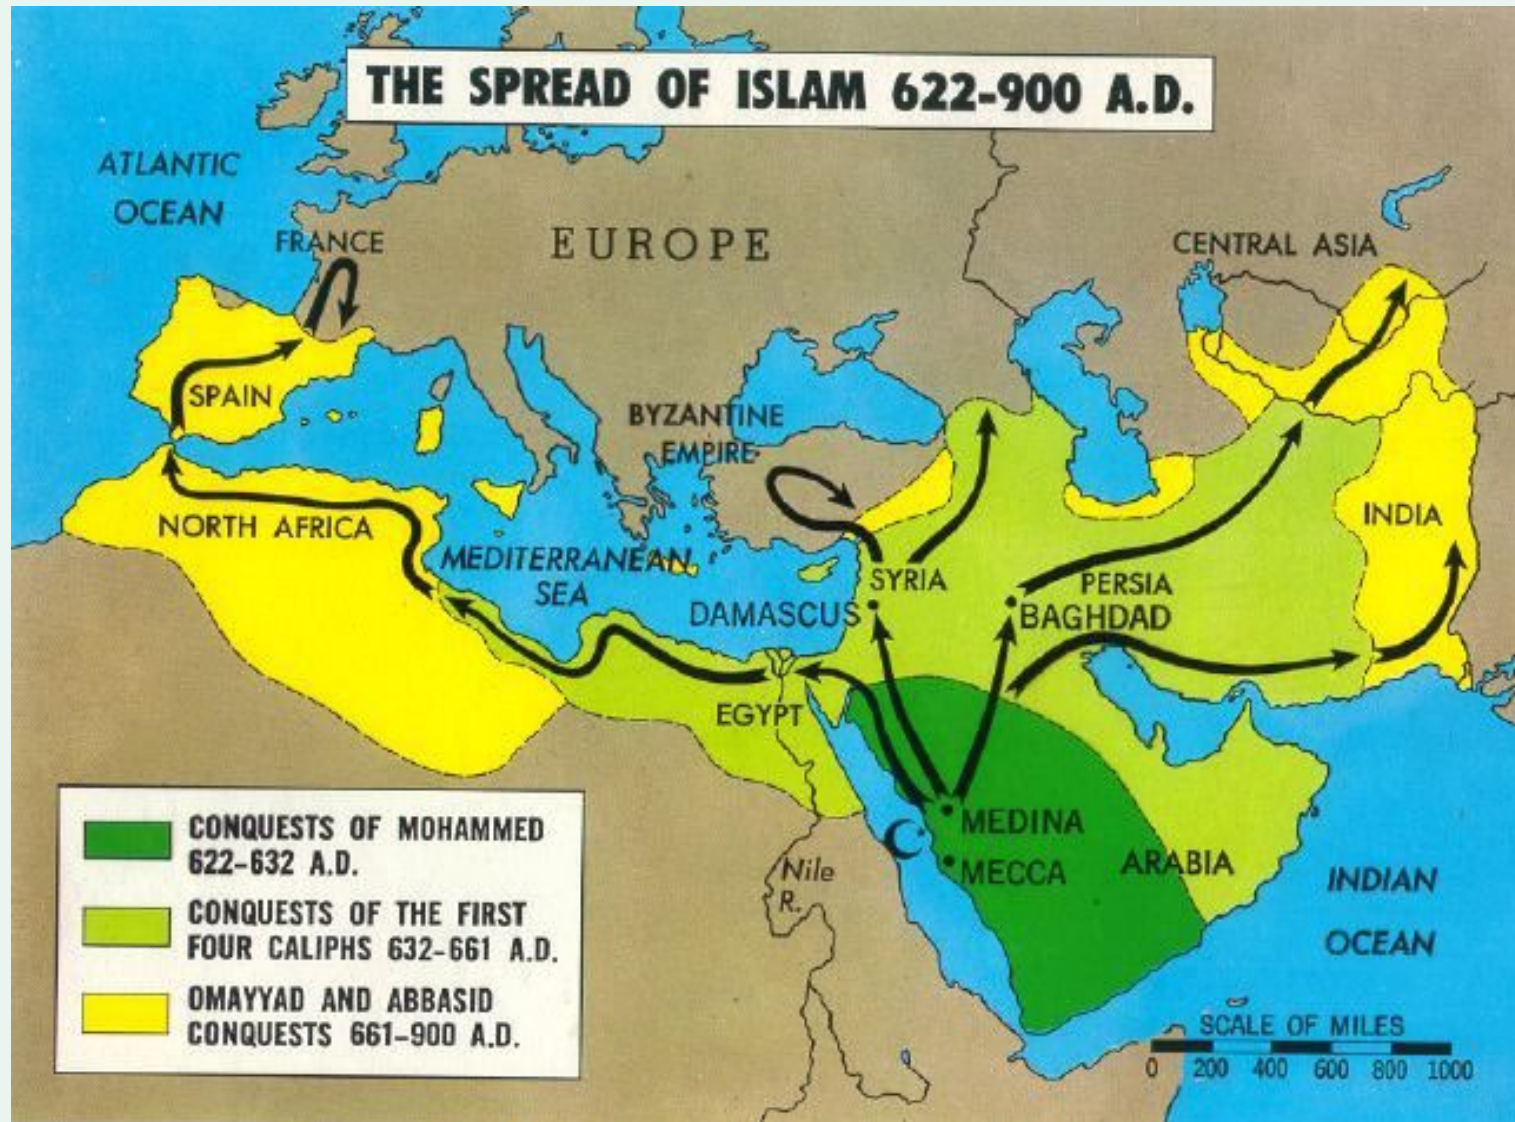 THE SPREAD OF ISLAM 622-900 A.D.
ATLANTIC
OCEAN
FRANCE
EUROPE
CENTRAL ASIA
SPAIN
BYZANTINE
EMPIRE
NORTH AFRICA
MEDITERRANEAN
SEA
SYRIA
DAMASCUS
PERSIA
BAGHDAD
INDIA
EGYPT
MEDINA
MECCA
ARABIA
Nile
R.
INDIAN
OCEAN
CONQUESTS OF MOHAMMED
622-632 A.D.
CONQUESTS OF THE FIRST
FOUR CALIPHS 632-661 A.D.
OMAYYAD AND ABBASID
CONQUESTS 661-900 A.D.
SCALE OF MILES
0 200 400 600 800 1000